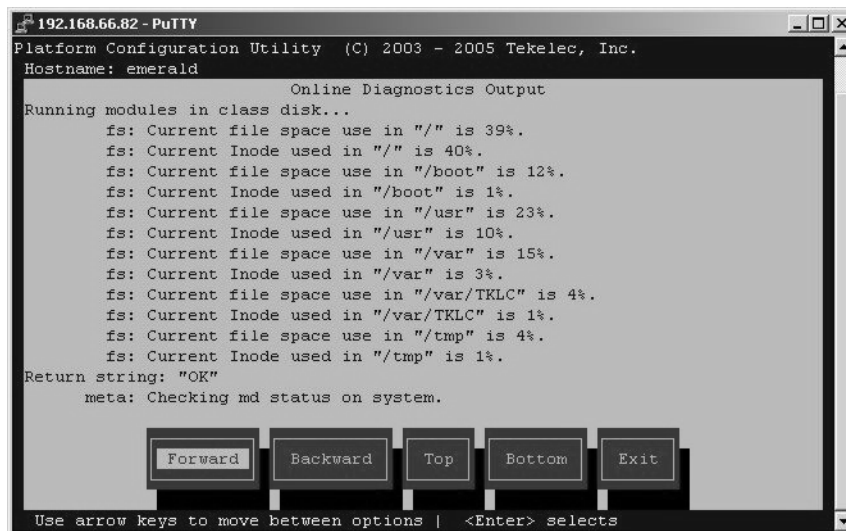 192.168.66.82 - PuTTY
Platform Configuration Utility (C) 2003 - 2005 Tekelec, Inc.
Hostname: emerald
Online Diagnostics Output
Running modules in class disk...
fs: Current file space use in "/" is 39%.
fs: Current Inode used in "/" is 40%.
fs: Current file space use in "/boot" is 12%.
fs: Current Inode used in "/boot" is 1%.
fs: Current file space use in "/usr" is 23%.
fs: Current Inode used in "/usr" is 10%.
fs: Current file space use in "/var" is 15%.
fs: Current Inode used in "/var" is 3%.
fs: Current file space use in "/var/TKLC" is 4%.
fs: Current Inode used in "/var/TKLC" is 1%.
fs: Current file space use in "/tmp" is 4%.
fs: Current Inode used in "/tmp" is 1%.
Return string: "OK"
meta: Checking md status on system.
Forward Backward Top Bottom Exit
Use arrow keys to move between options | <Enter> selects